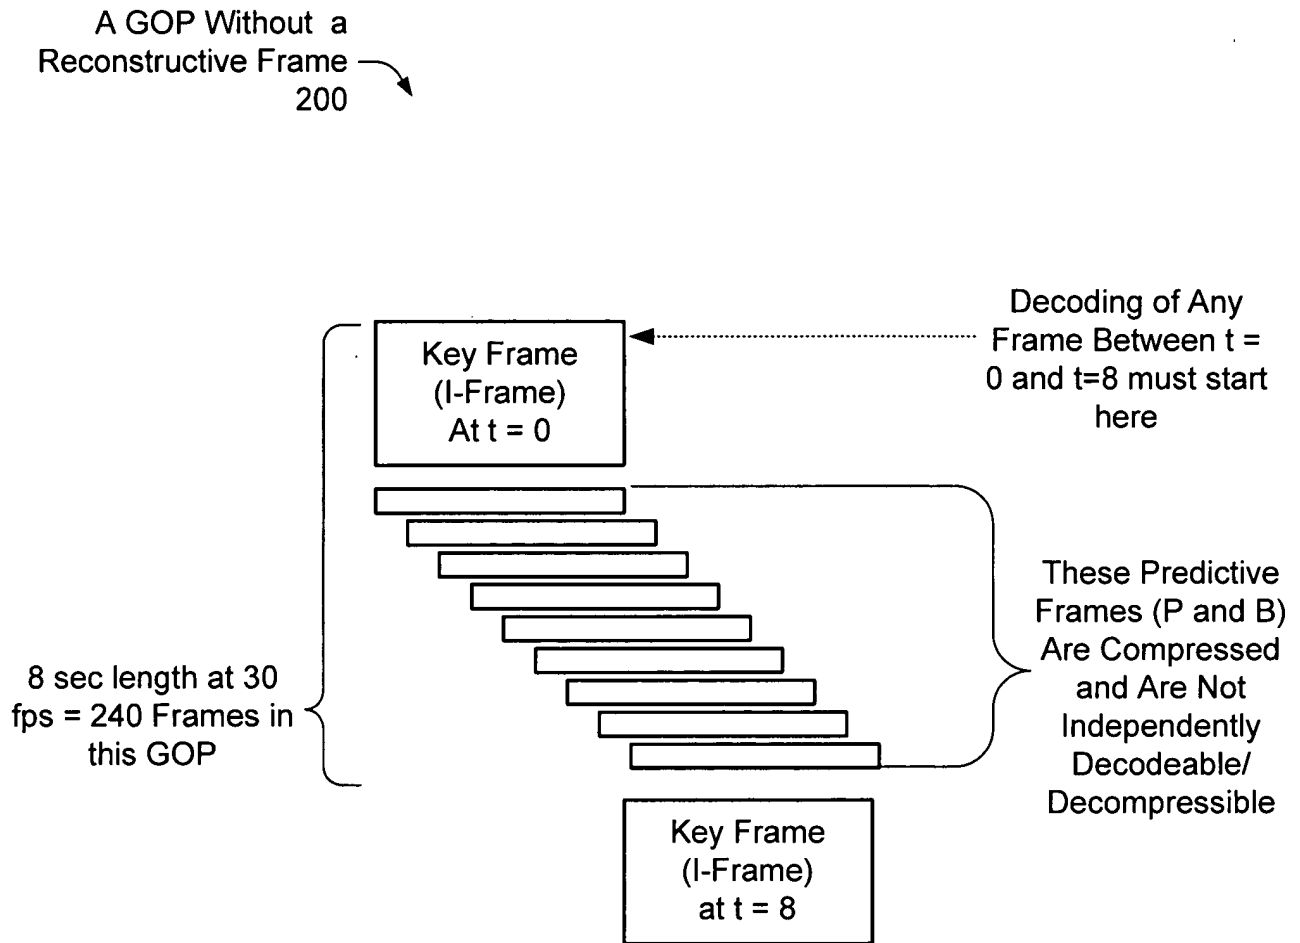 A GOP Without a
Reconstructive Frame
200
Decoding of Any
Frame Between t =
0 and t=8 must start
here
Key Frame
(I-Frame)
At t = 0
These Predictive
Frames (P and B)
Are Compressed
and Are Not
Independently
Decodeable/
Decompressible
8 sec length at 30
fps = 240 Frames in
this GOP
Key Frame
(I-Frame)
at t = 8